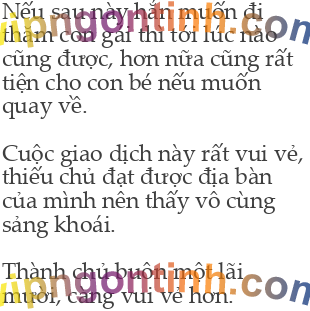 Nếu sau này hắn muốn đi
thăm con gái thì tới lúc nào
cũng được, hơn nữa cũng rất
tiện cho con bé nếu muốn
quay về.
Cuộc giao dịch này rất vui vẻ,
thiếu chủ đạt được địa bàn
của mình nên thấy vô cùng
sảng khoái.
Thành chủ buôn một lãi
mười, càng vui vẻ hơn.
vipngontinh.com
vipngontinh.com